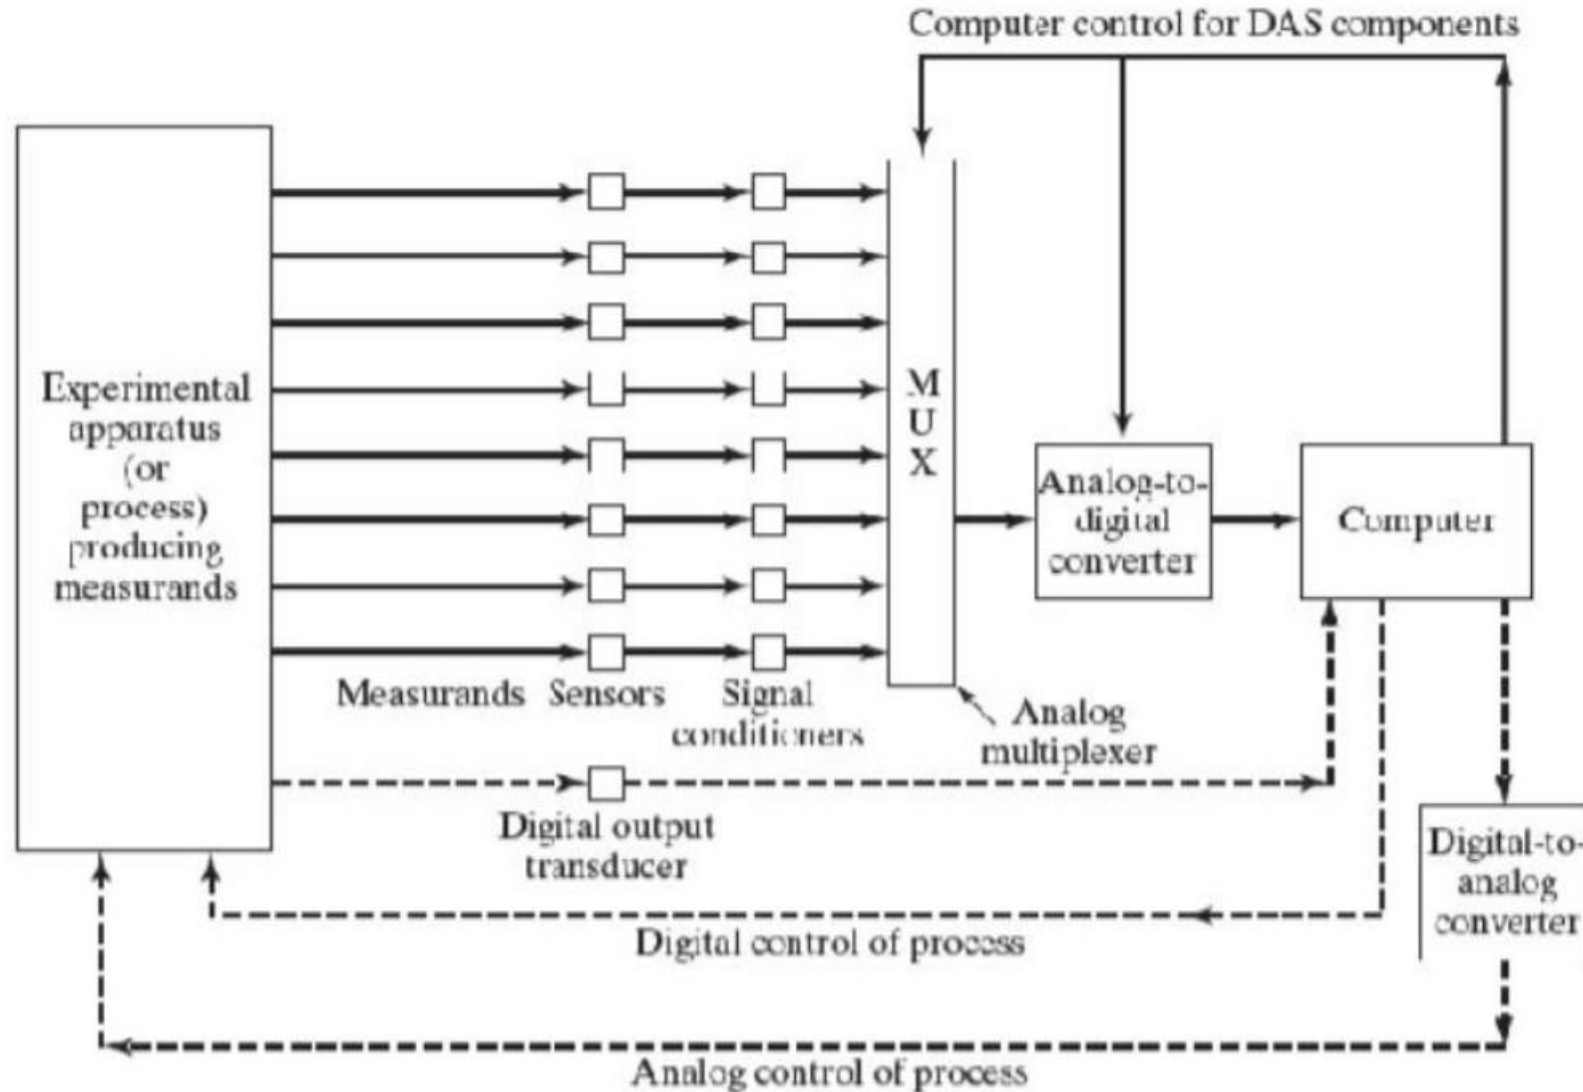 Computer control for DAS components
Experimental
apparatus
(or
process)
producing
measurands
M
U
X
Analog-to-
digital
converter
Computer
Measurands
Sensors
Signal
conditioners
Analog
multiplexer
Digital output
transducer
Digital-to-
analog
converter
Digital control of process
Analog control of process